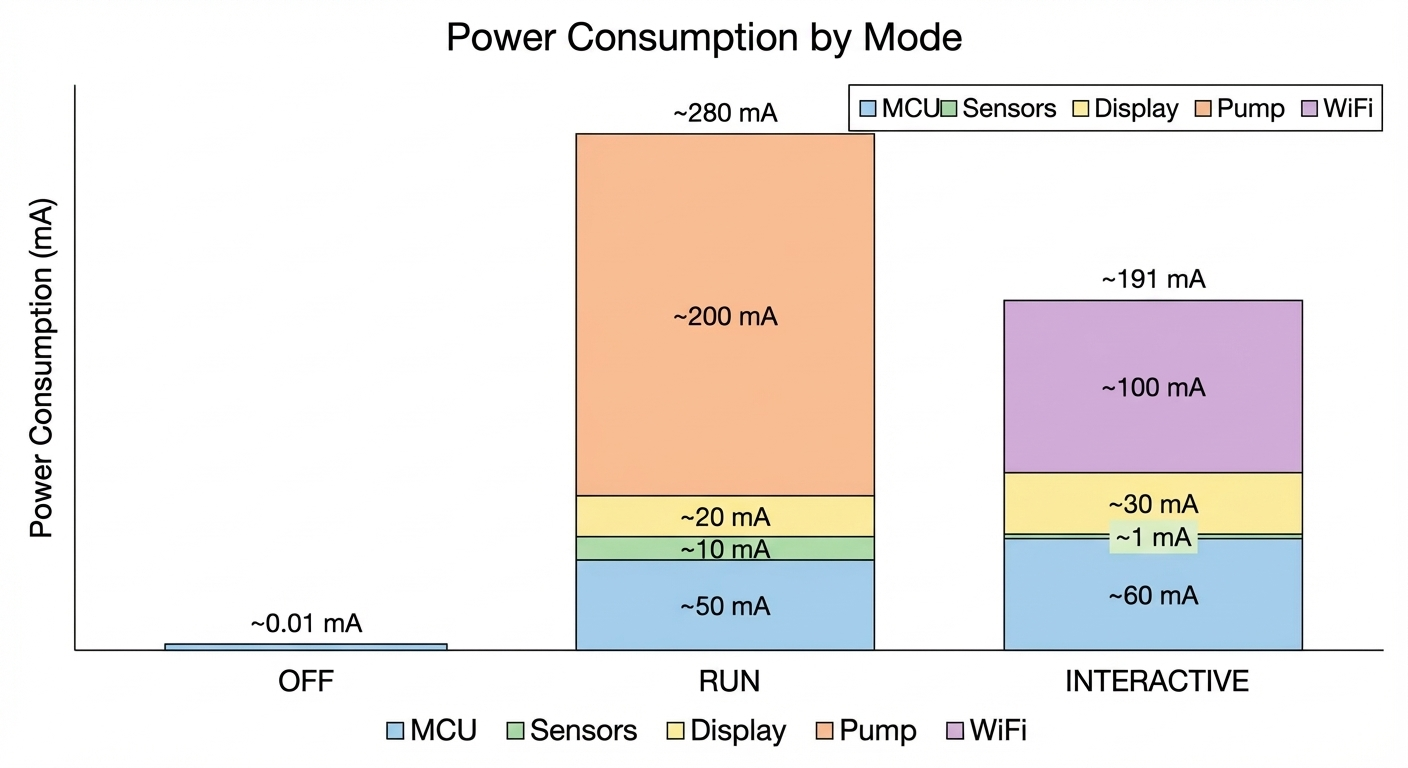 Power Consumption by Mode
MCU Sensors Display Pump WiFi
Power Consumption (mA)
~280 mA
~200 mA
~20 mA
~10 mA
~50 mA
~191 mA
~100 mA
~30 mA
~1 mA
~60 mA
~0.01 mA
OFF RUN INTERACTIVE
MCU Sensors Display Pump WiFi